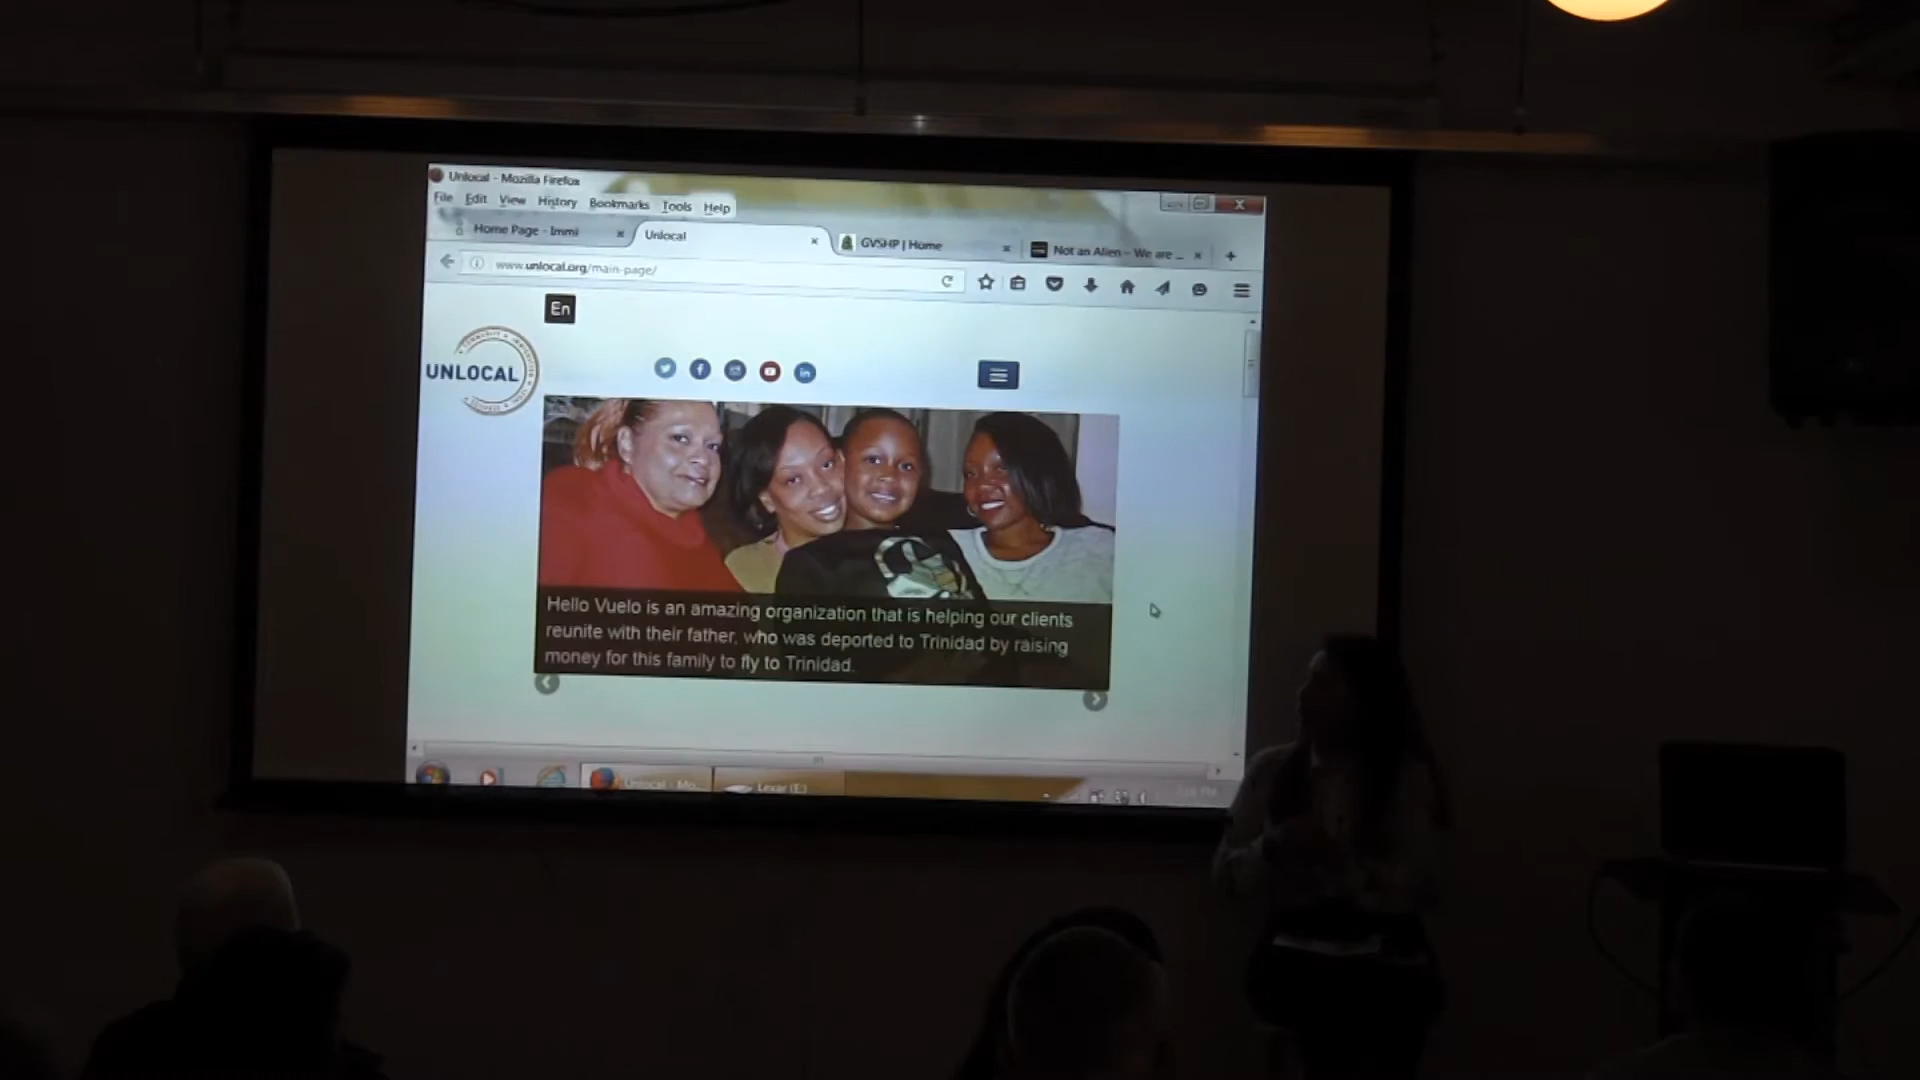 Unlocal - Mozilla Firefox
File Edit View History Bookmarks Tools Help
Home Page - Immi
Unlocal
GVSHP | Home
Not an Alien – We are ...
www.unlocal.org/main-page/
En
UNLOCAL
Hello Vuelo is an amazing organization that is helping our clients
reunite with their father, who was deported to Trinidad by raising
money for this family to fly to Trinidad.
Unlocal - Mo...
Lexar (E:)